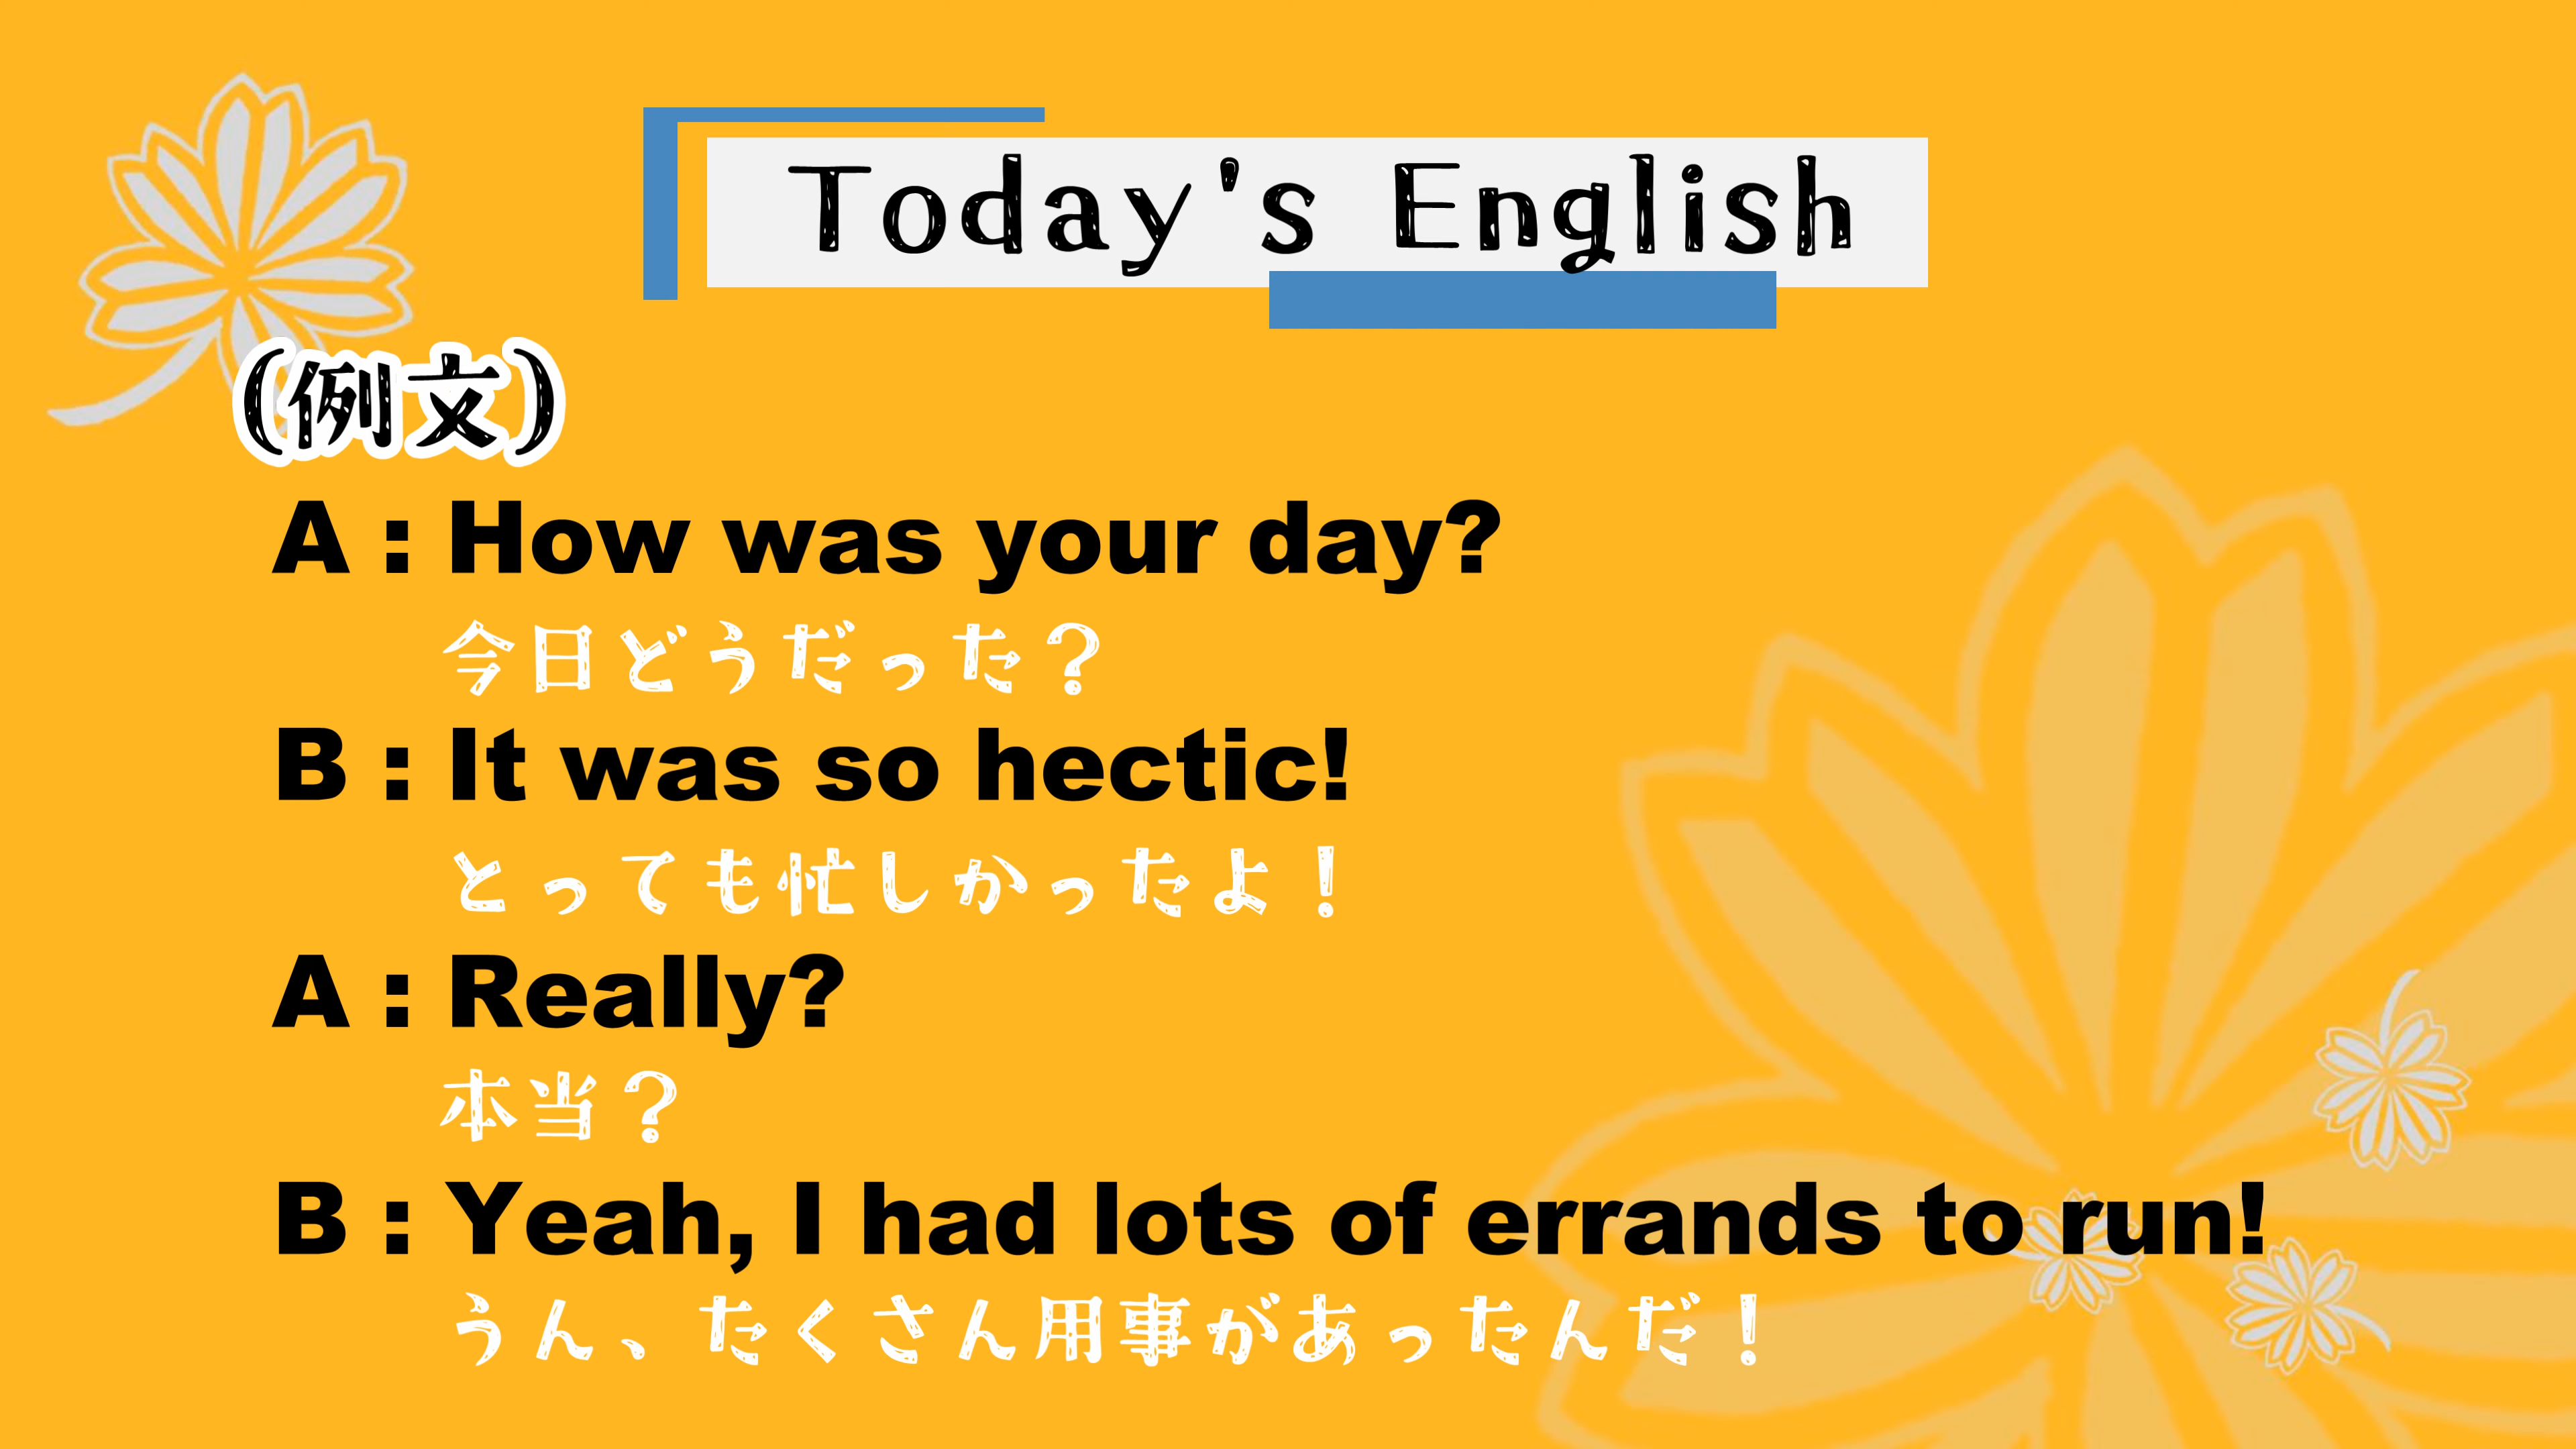 Today's English
(例文)
A : How was your day?
今日どうだった？
B : It was so hectic!
とっても忙しかったよ！
A : Really?
本当？
B : Yeah, I had lots of errands to run!
うん、たくさん用事があったんだ！